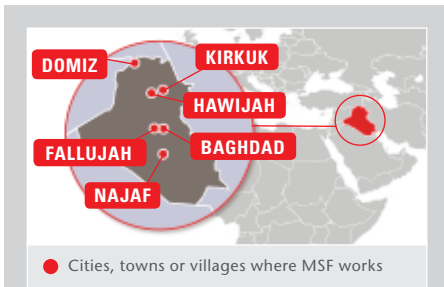 DOMIZ
KIRKUK
HAWIJAH
FALLUJAH
BAGHDAD
NAJAF
Cities, towns or villages where MSF works